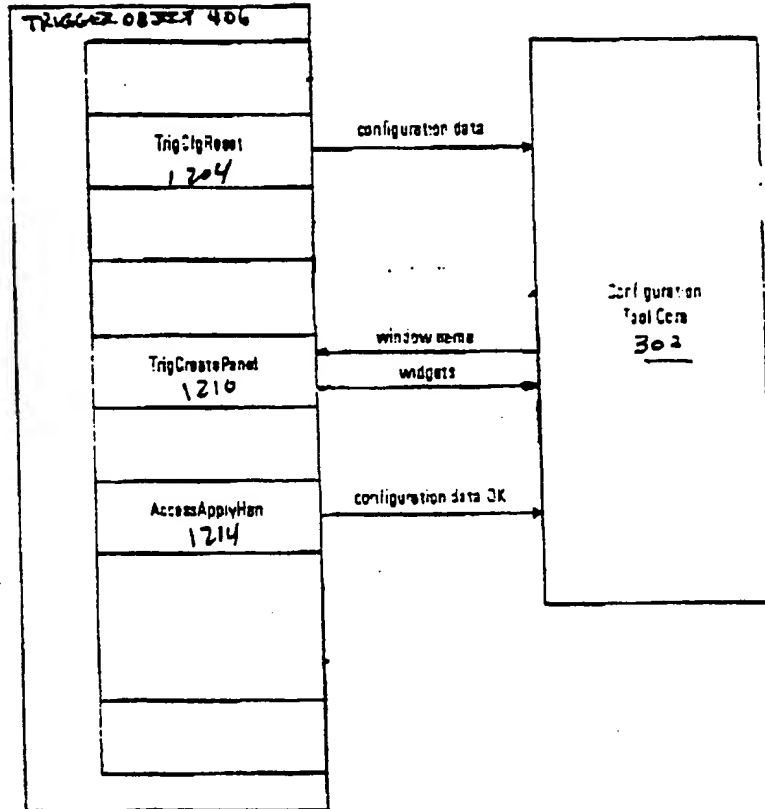 TRIGGER OBJECT 406
TrigCfgReset
1204
configuration data
Configuration
Tool Core
302
window name
TrigCreatePanel
1210
widgets
AccessApplyHan
1214
configuration data OK